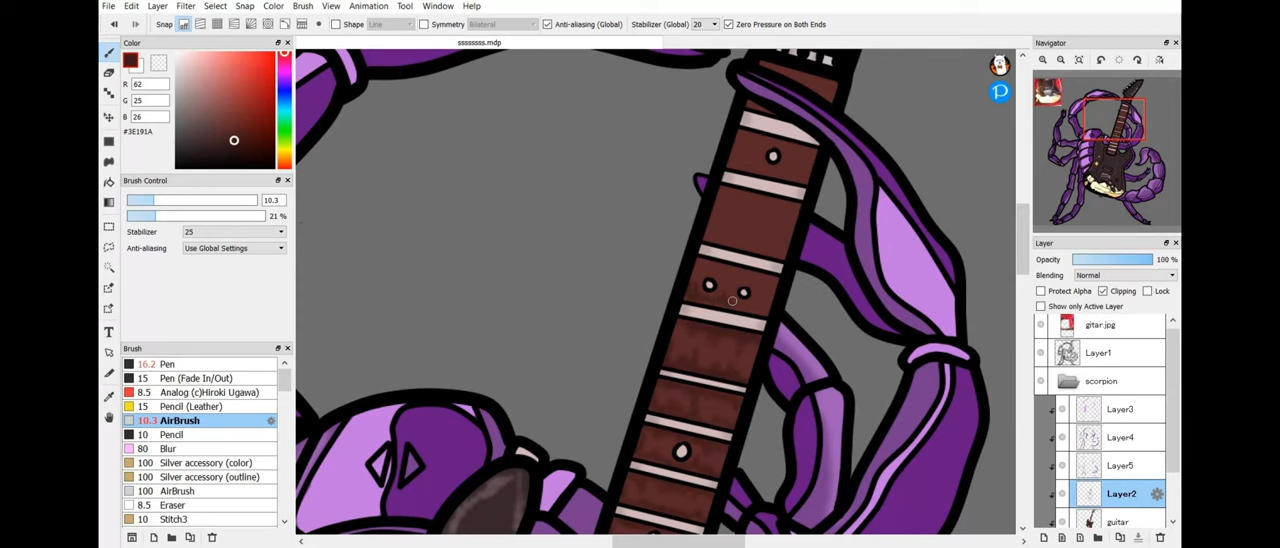 File Edit Layer Filter Select Snap Color Brush View Animation Tool Window Help
Snap Shape Line Symmetry Bilateral Anti-aliasing (Global) Stabilizer (Global) 20 Zero Pressure on Both Ends
ssssssss.mdp
Color
R 62
G 25
B 26
#3E191A
Brush Control
10.3
21 %
Stabilizer 25
Anti-aliasing Use Global Settings
Brush
16.2 Pen
15 Pen (Fade In/Out)
8.5 Analog (c)Hiroki Ugawa)
15 Pencil (Leather)
10.3 AirBrush
10 Pencil
80 Blur
100 Silver accessory (color)
100 Silver accessory (outline)
100 AirBrush
8.5 Eraser
10 Stitch3
Navigator
Layer
Opacity 100 %
Blending Normal
Protect Alpha Clipping Lock
Show only Active Layer
gitar.jpg
Layer1
scorpion
Layer3
Layer4
Layer5
Layer2
guitar